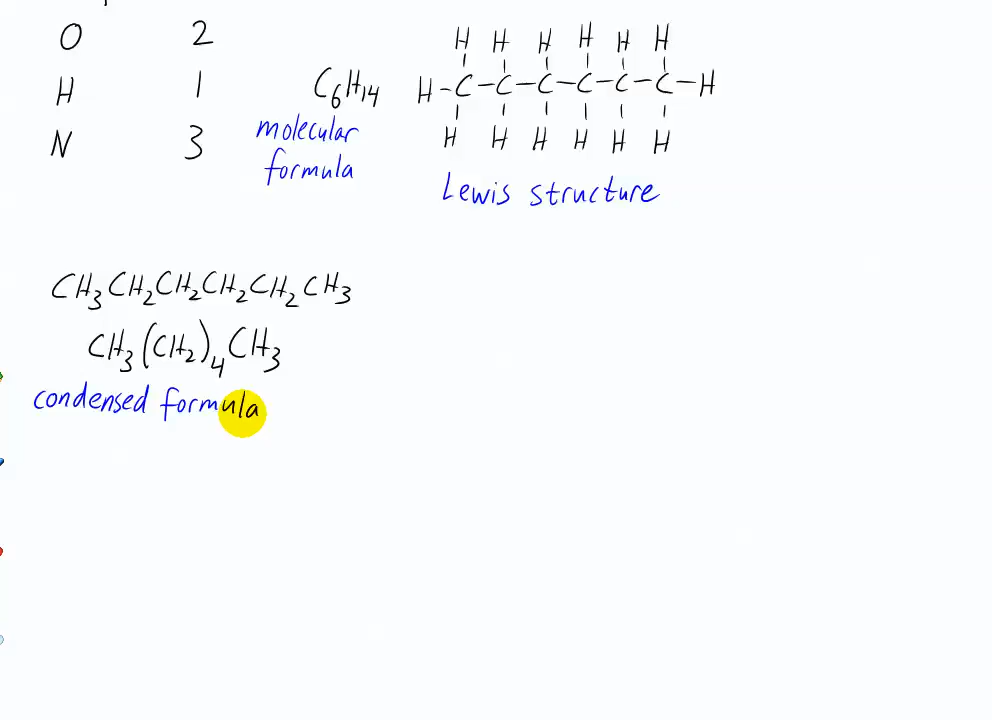 O 2
H 1
N 3
C₆H₁₄
molecular
formula
H H H H H H
H-C-C-C-C-C-C-H
H H H H H H
Lewis structure
CH₃CH₂CH₂CH₂CH₂CH₃
CH₃(CH₂)₄CH₃
condensed formula